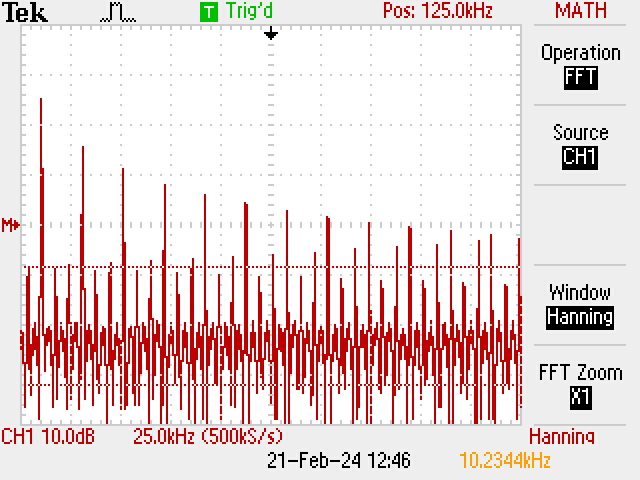 Tek T Trig'd Pos: 125.0kHz MATH
Operation
FFT
Source
CH1
M
Window
Hanning
FFT Zoom
X1
CH1 10.0dB 25.0kHz (500kS/s) Hanning
21-Feb-24 12:46 10.2344kHz